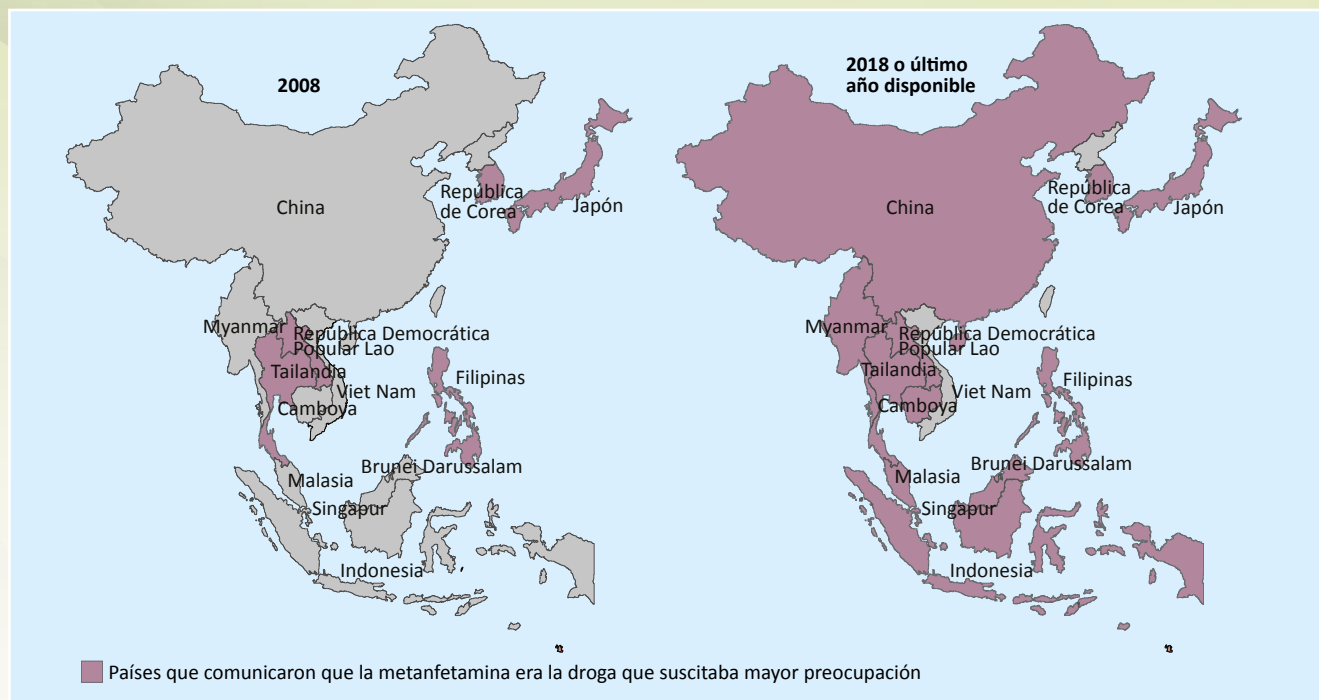 2008
China
República
de Corea
Japón
Myanmar
República Democrática
Popular Lao
Tailandia
Viet Nam
Camboya
Filipinas
Brunei Darussalam
Malasia
Singapur
Indonesia
2018 o último
año disponible
China
República
de Corea
Japón
Myanmar
República Democrática
Popular Lao
Tailandia
Viet Nam
Camboya
Filipinas
Brunei Darussalam
Malasia
Singapur
Indonesia
Países que comunicaron que la metanfetamina era la droga que suscitaba mayor preocupación